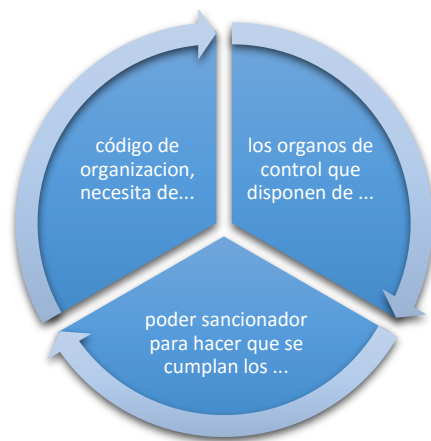 código de
organizacion,
necesita de...
los organos de
control que
disponen de ...
poder sancionador
para hacer que se
cumplan los ...